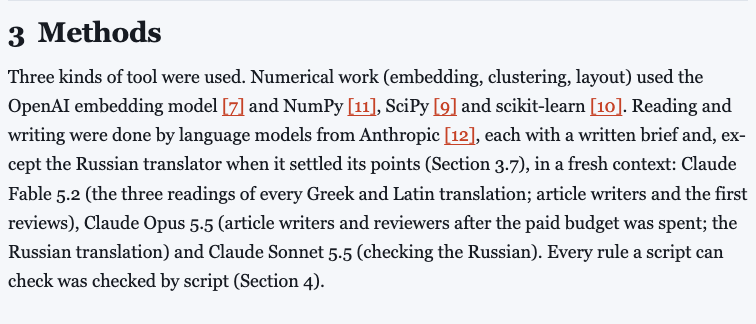 3 Methods
Three kinds of tool were used. Numerical work (embedding, clustering, layout) used the
OpenAI embedding model [7] and NumPy [11], SciPy [9] and scikit-learn [10]. Reading and
writing were done by language models from Anthropic [12], each with a written brief and, ex-
cept the Russian translator when it settled its points (Section 3.7), in a fresh context: Claude
Fable 5.2 (the three readings of every Greek and Latin translation; article writers and the first
reviews), Claude Opus 5.5 (article writers and reviewers after the paid budget was spent; the
Russian translation) and Claude Sonnet 5.5 (checking the Russian). Every rule a script can
check was checked by script (Section 4).